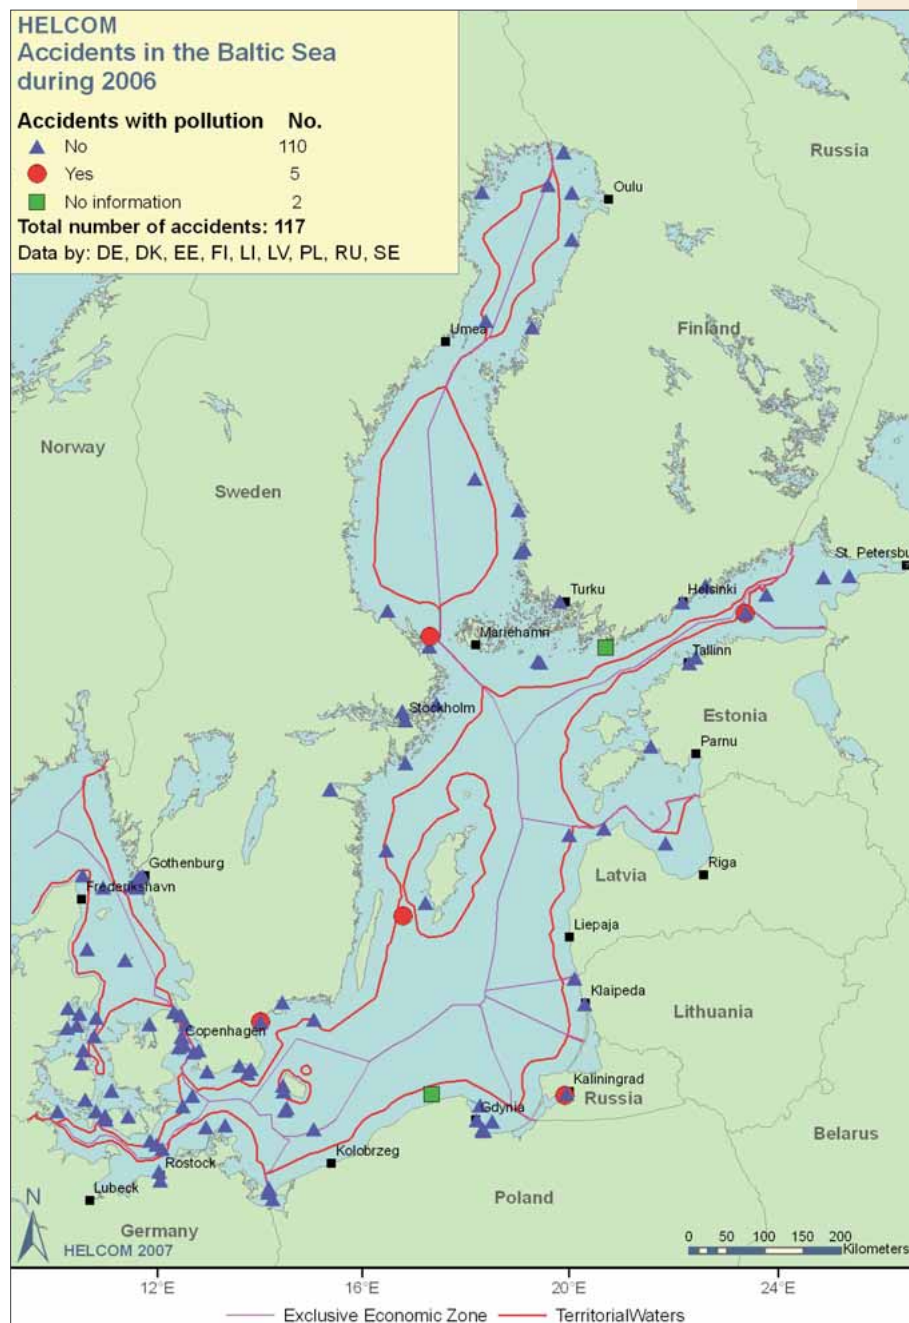 HELCOM
Accidents in the Baltic Sea
during 2006
Accidents with pollution No.
No 110
Yes 5
No information 2
Total number of accidents: 117
Data by: DE, DK, EE, FI, LI, LV, PL, RU, SE
Russia
Oulu
Umea
Finland
Norway
Sweden
St. Petersbu
Turku
Helsinki
Mariehamn
Tallinn
Stockholm
Estonia
Parnu
Gothenburg
Frederikshavn
Riga
Latvia
Liepaja
Klaipeda
Lithuania
Copenhagen
Kaliningrad
Russia
Gdynia
Belarus
Kolobrzeg
Rostock
Lubeck
Poland
N
Germany
HELCOM 2007
0 50 100 150 200
Kilometers
12°E 16°E 20°E 24°E
Exclusive Economic Zone TerritorialWaters